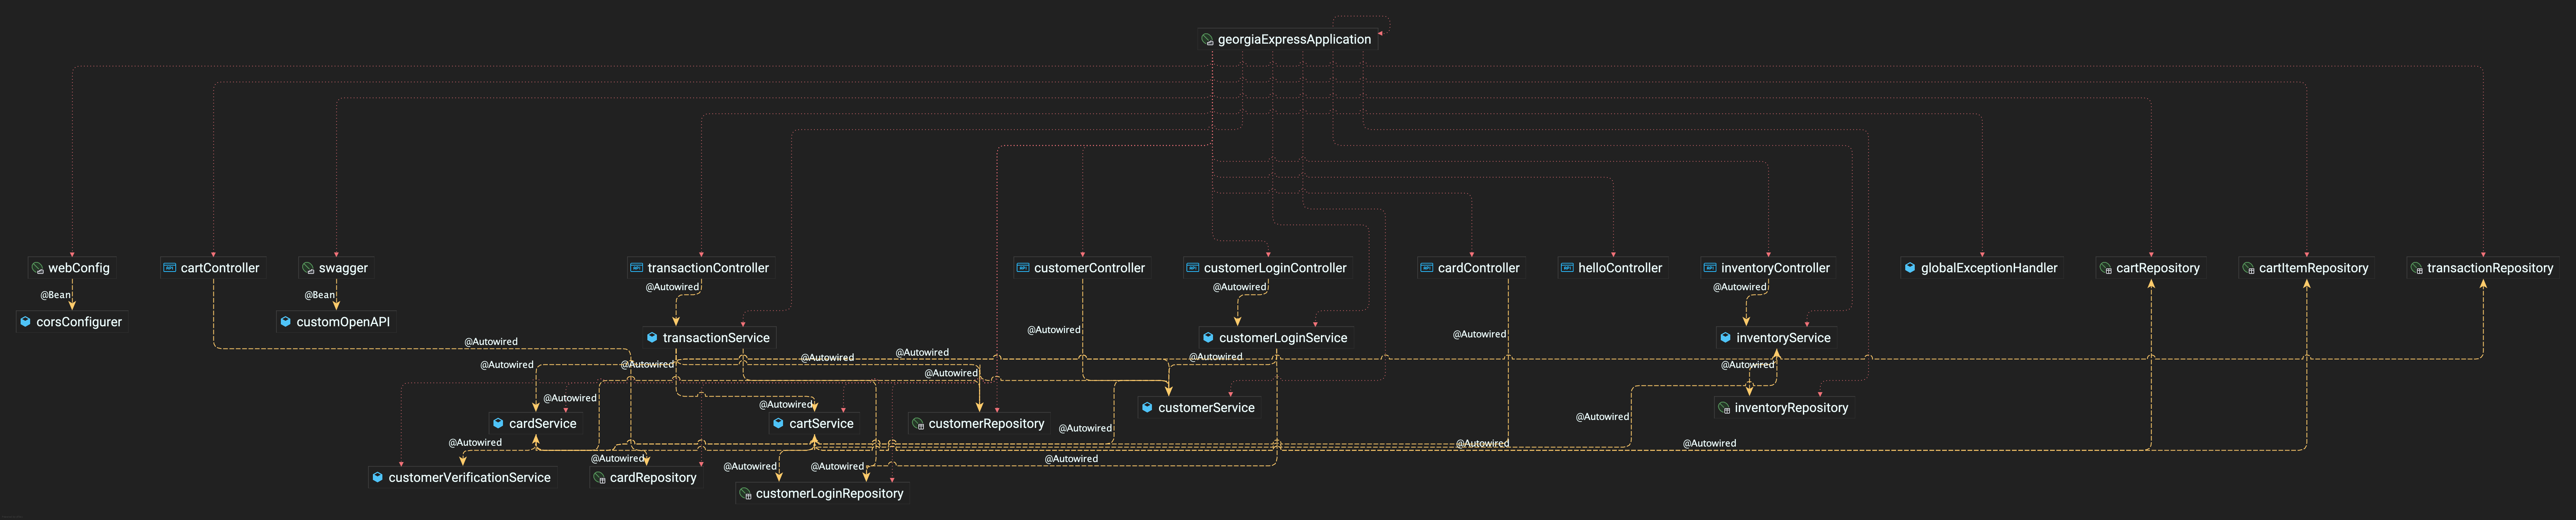 georgiaExpressApplication
webConfig
cartController
swagger
transactionController
customerController
customerLoginController
cardController
helloController
inventoryController
globalExceptionHandler
cartRepository
cartItemRepository
transactionRepository
@Autowired
@Autowired
@Autowired
@Bean
@Bean
corsConfigurer
customOpenAPI
@Autowired
@Autowired
transactionService
customerLoginService
inventoryService
@Autowired
@Autowired
@Autowired
@Autowired
@Autowired
@Autowired
@Autowired
@Autowired
@Autowired
@Autowired
@Autowired
customerService
inventoryRepository
@Autowired
@Autowired
cardService
cartService
customerRepository
@Autowired
@Autowired
@Autowired
@Autowired
@Autowired
@Autowired
@Autowired
@Autowired
customerVerificationService
cardRepository
customerLoginRepository